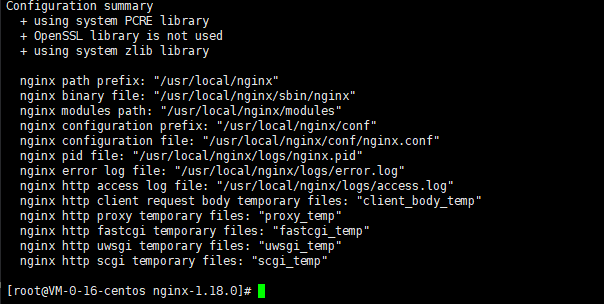 Configuration summary
+ using system PCRE library
+ OpenSSL library is not used
+ using system zlib library
nginx path prefix: "/usr/local/nginx"
nginx binary file: "/usr/local/nginx/sbin/nginx"
nginx modules path: "/usr/local/nginx/modules"
nginx configuration prefix: "/usr/local/nginx/conf"
nginx configuration file: "/usr/local/nginx/conf/nginx.conf"
nginx pid file: "/usr/local/nginx/logs/nginx.pid"
nginx error log file: "/usr/local/nginx/logs/error.log"
nginx http access log file: "/usr/local/nginx/logs/access.log"
nginx http client request body temporary files: "client_body_temp"
nginx http proxy temporary files: "proxy_temp"
nginx http fastcgi temporary files: "fastcgi_temp"
nginx http uwsgi temporary files: "uwsgi_temp"
nginx http scgi temporary files: "scgi_temp"
[root@VM-0-16-centos nginx-1.18.0]#